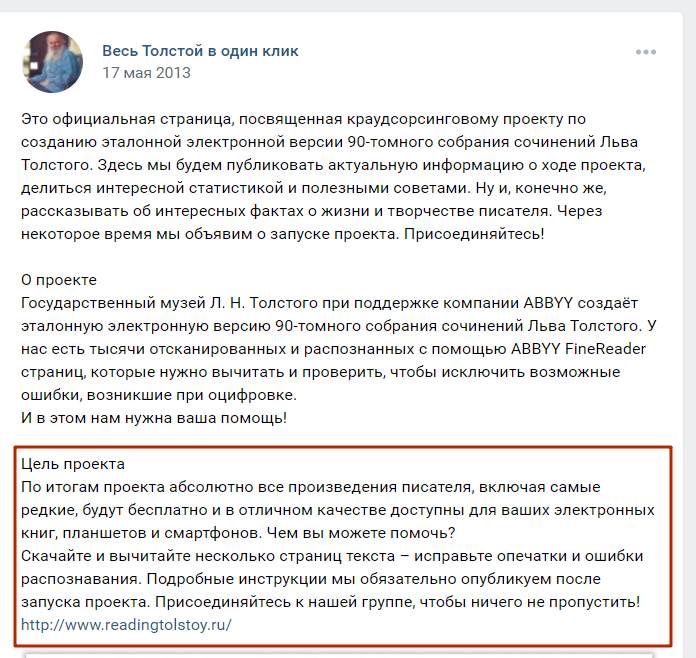 Весь Толстой в один клик
17 мая 2013
Это официальная страница, посвященная краудсорсинговому проекту по
созданию эталонной электронной версии 90-томного собрания сочинений Льва
Толстого. Здесь мы будем публиковать актуальную информацию о ходе проекта,
делиться интересной статистикой и полезными советами. Ну и, конечно же,
рассказывать об интересных фактах о жизни и творчестве писателя. Через
некоторое время мы объявим о запуске проекта. Присоединяйтесь!
О проекте
Государственный музей Л. Н. Толстого при поддержке компании ABBYY создаёт
эталонную электронную версию 90-томного собрания сочинений Льва Толстого. У
нас есть тысячи отсканированных и распознанных с помощью ABBYY FineReader
страниц, которые нужно вычитать и проверить, чтобы исключить возможные
ошибки, возникшие при оцифровке.
И в этом нам нужна ваша помощь!
Цель проекта
По итогам проекта абсолютно все произведения писателя, включая самые
редкие, будут бесплатно и в отличном качестве доступны для ваших электронных
книг, планшетов и смартфонов. Чем вы можете помочь?
Скачайте и вычитайте несколько страниц текста – исправьте опечатки и ошибки
распознавания. Подробные инструкции мы обязательно опубликуем после
запуска проекта. Присоединяйтесь к нашей группе, чтобы ничего не пропустить!
http://www.readingtolstoy.ru/